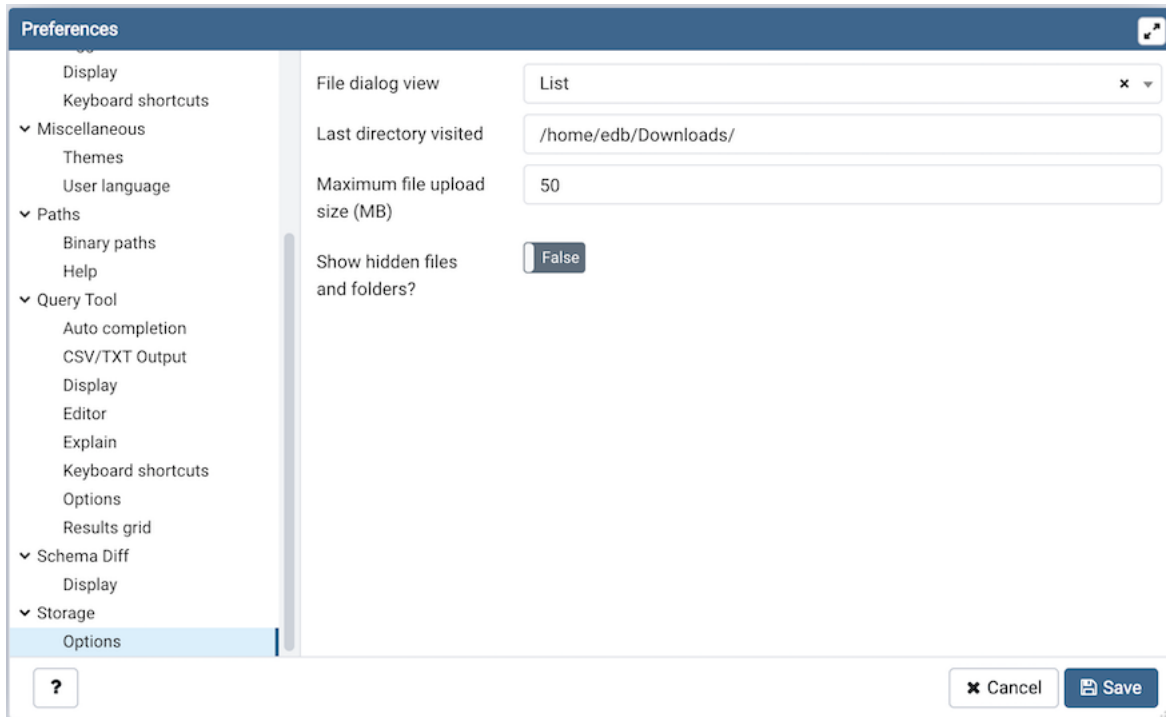 Preferences
Display
Keyboard shortcuts
Miscellaneous
Themes
User language
Paths
Binary paths
Help
Query Tool
Auto completion
CSV/TXT Output
Display
Editor
Explain
Keyboard shortcuts
Options
Results grid
Schema Diff
Display
Storage
Options
File dialog view
List
Last directory visited
/home/edb/Downloads/
Maximum file upload
size (MB)
50
Show hidden files
and folders?
False
?
Cancel
Save